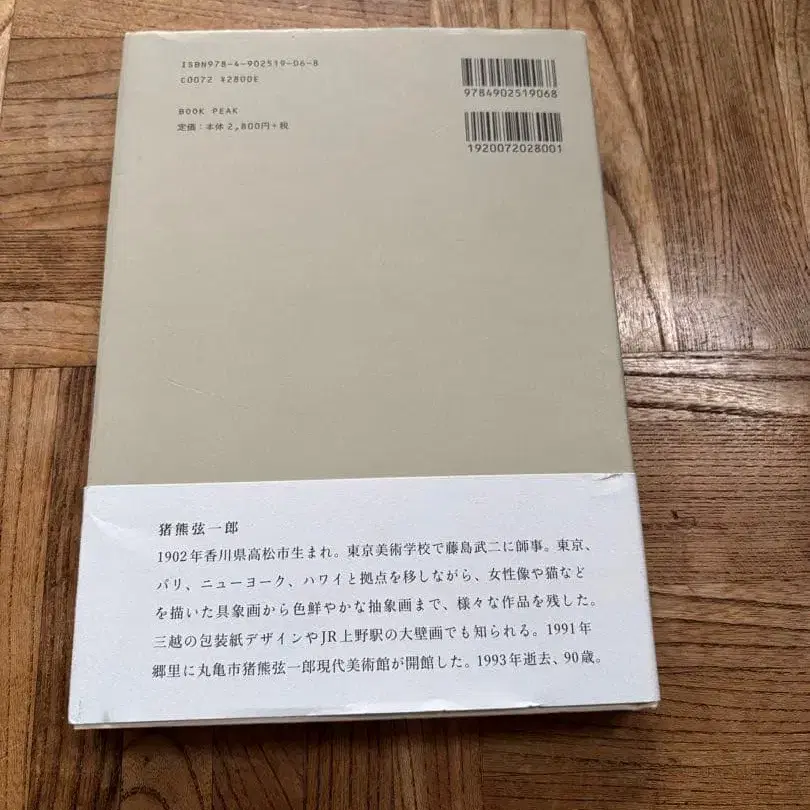 ISBN978-4-902519-06-8
C0072 ¥2800E
BOOK PEAK
定価：本体 2,800円＋税
9784902519068
1920072028001
猪熊弦一郎
1902年香川県高松市生まれ。東京美術学校で藤島武二に師事。東京、
パリ、ニューヨーク、ハワイと拠点を移しながら、女性像や猫など
を描いた具象画から色鮮やかな抽象画まで、様々な作品を残した。
三越の包装紙デザインやJR上野駅の大壁画でも知られる。1991年
郷里に丸亀市猪熊弦一郎現代美術館が開館した。1993年逝去、90歳。